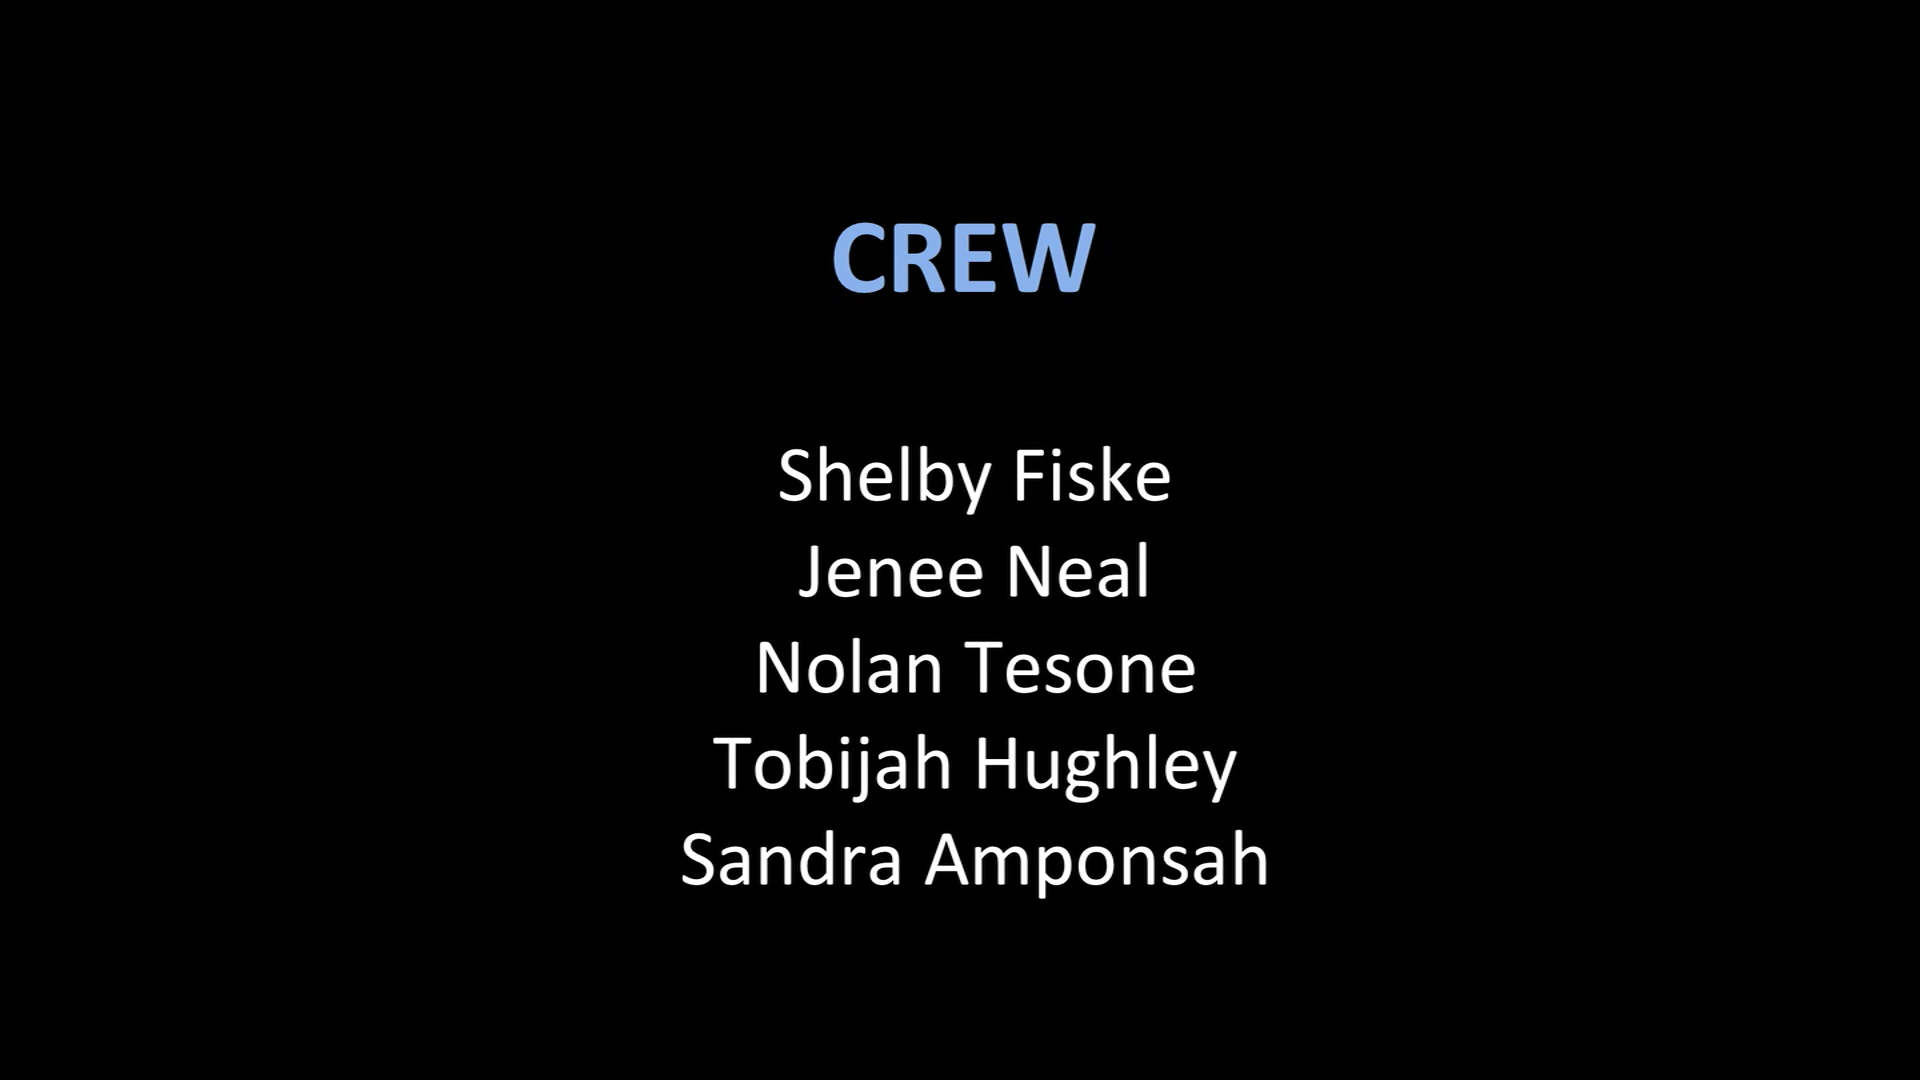 CREW
Shelby Fiske
Jenee Neal
Nolan Tesone
Tobijah Hughley
Sandra Amponsah